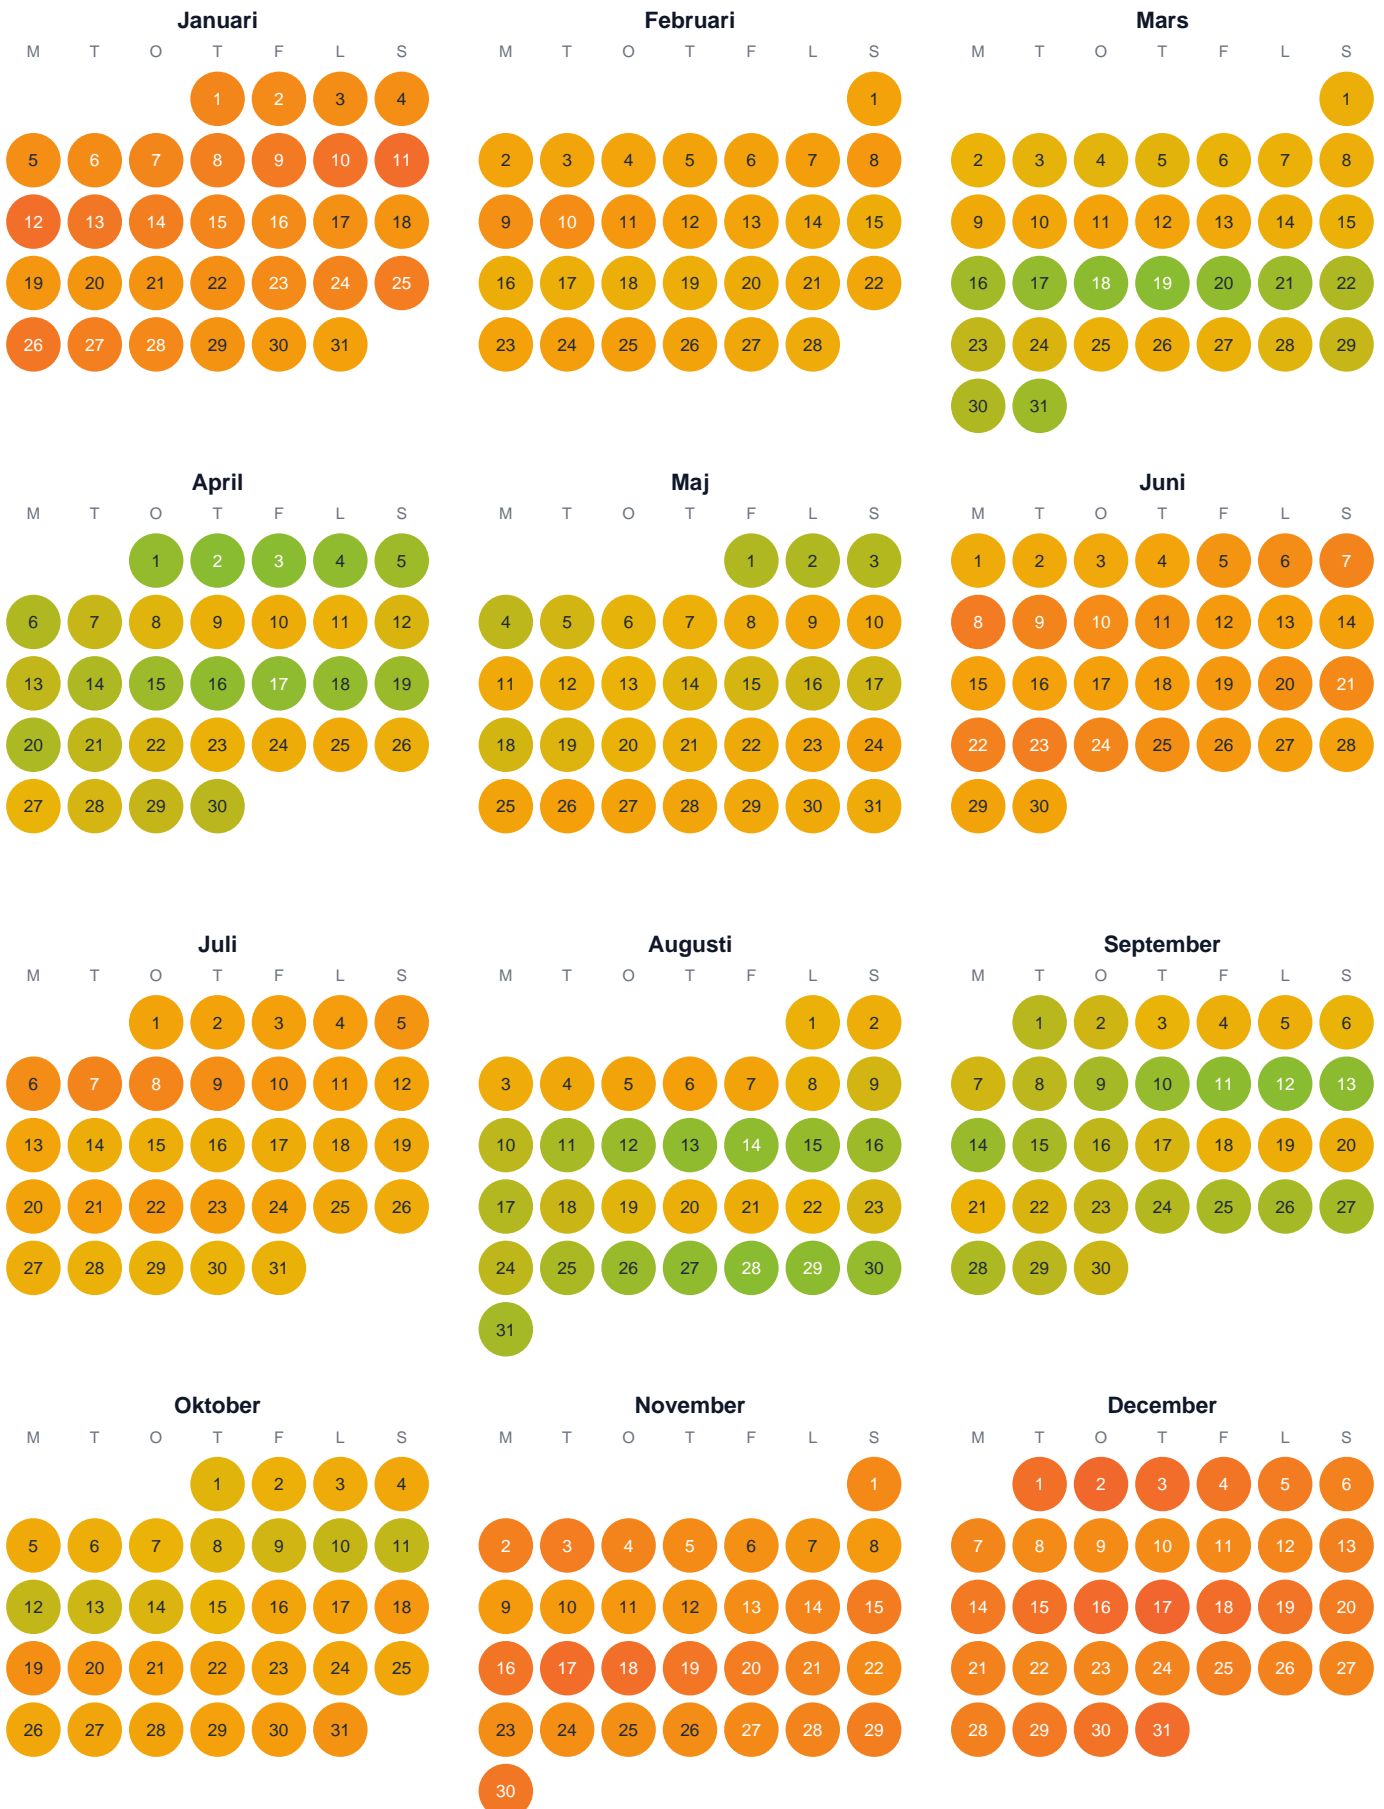 Januari Februari Mars
M T O T F L S M T O T F L S M T O T F L S
1 2 3 4 1 1
5 6 7 8 9 10 11 2 3 4 5 6 7 8 2 3 4 5 6 7 8
12 13 14 15 16 17 18 9 10 11 12 13 14 15 9 10 11 12 13 14 15
19 20 21 22 23 24 25 16 17 18 19 20 21 22 16 17 18 19 20 21 22
26 27 28 29 30 31 23 24 25 26 27 28 23 24 25 26 27 28 29
30 31
April Maj Juni
M T O T F L S M T O T F L S M T O T F L S
1 2 3 4 5 1 2 3 1 2 3 4 5 6 7
6 7 8 9 10 11 12 4 5 6 7 8 9 10 8 9 10 11 12 13 14
13 14 15 16 17 18 19 11 12 13 14 15 16 17 15 16 17 18 19 20 21
20 21 22 23 24 25 26 18 19 20 21 22 23 24 22 23 24 25 26 27 28
27 28 29 30 25 26 27 28 29 30 31 29 30
Juli Augusti September
M T O T F L S M T O T F L S M T O T F L S
1 2 3 4 5 1 2 1 2 3 4 5 6
6 7 8 9 10 11 12 3 4 5 6 7 8 9 7 8 9 10 11 12 13
13 14 15 16 17 18 19 10 11 12 13 14 15 16 14 15 16 17 18 19 20
20 21 22 23 24 25 26 17 18 19 20 21 22 23 21 22 23 24 25 26 27
27 28 29 30 31 24 25 26 27 28 29 30 28 29 30
31
Oktober November December
M T O T F L S M T O T F L S M T O T F L S
1 2 3 4 1 1 2 3 4 5 6
5 6 7 8 9 10 11 2 3 4 5 6 7 8 7 8 9 10 11 12 13
12 13 14 15 16 17 18 9 10 11 12 13 14 15 14 15 16 17 18 19 20
19 20 21 22 23 24 25 16 17 18 19 20 21 22 21 22 23 24 25 26 27
26 27 28 29 30 31 23 24 25 26 27 28 29 28 29 30 31
30